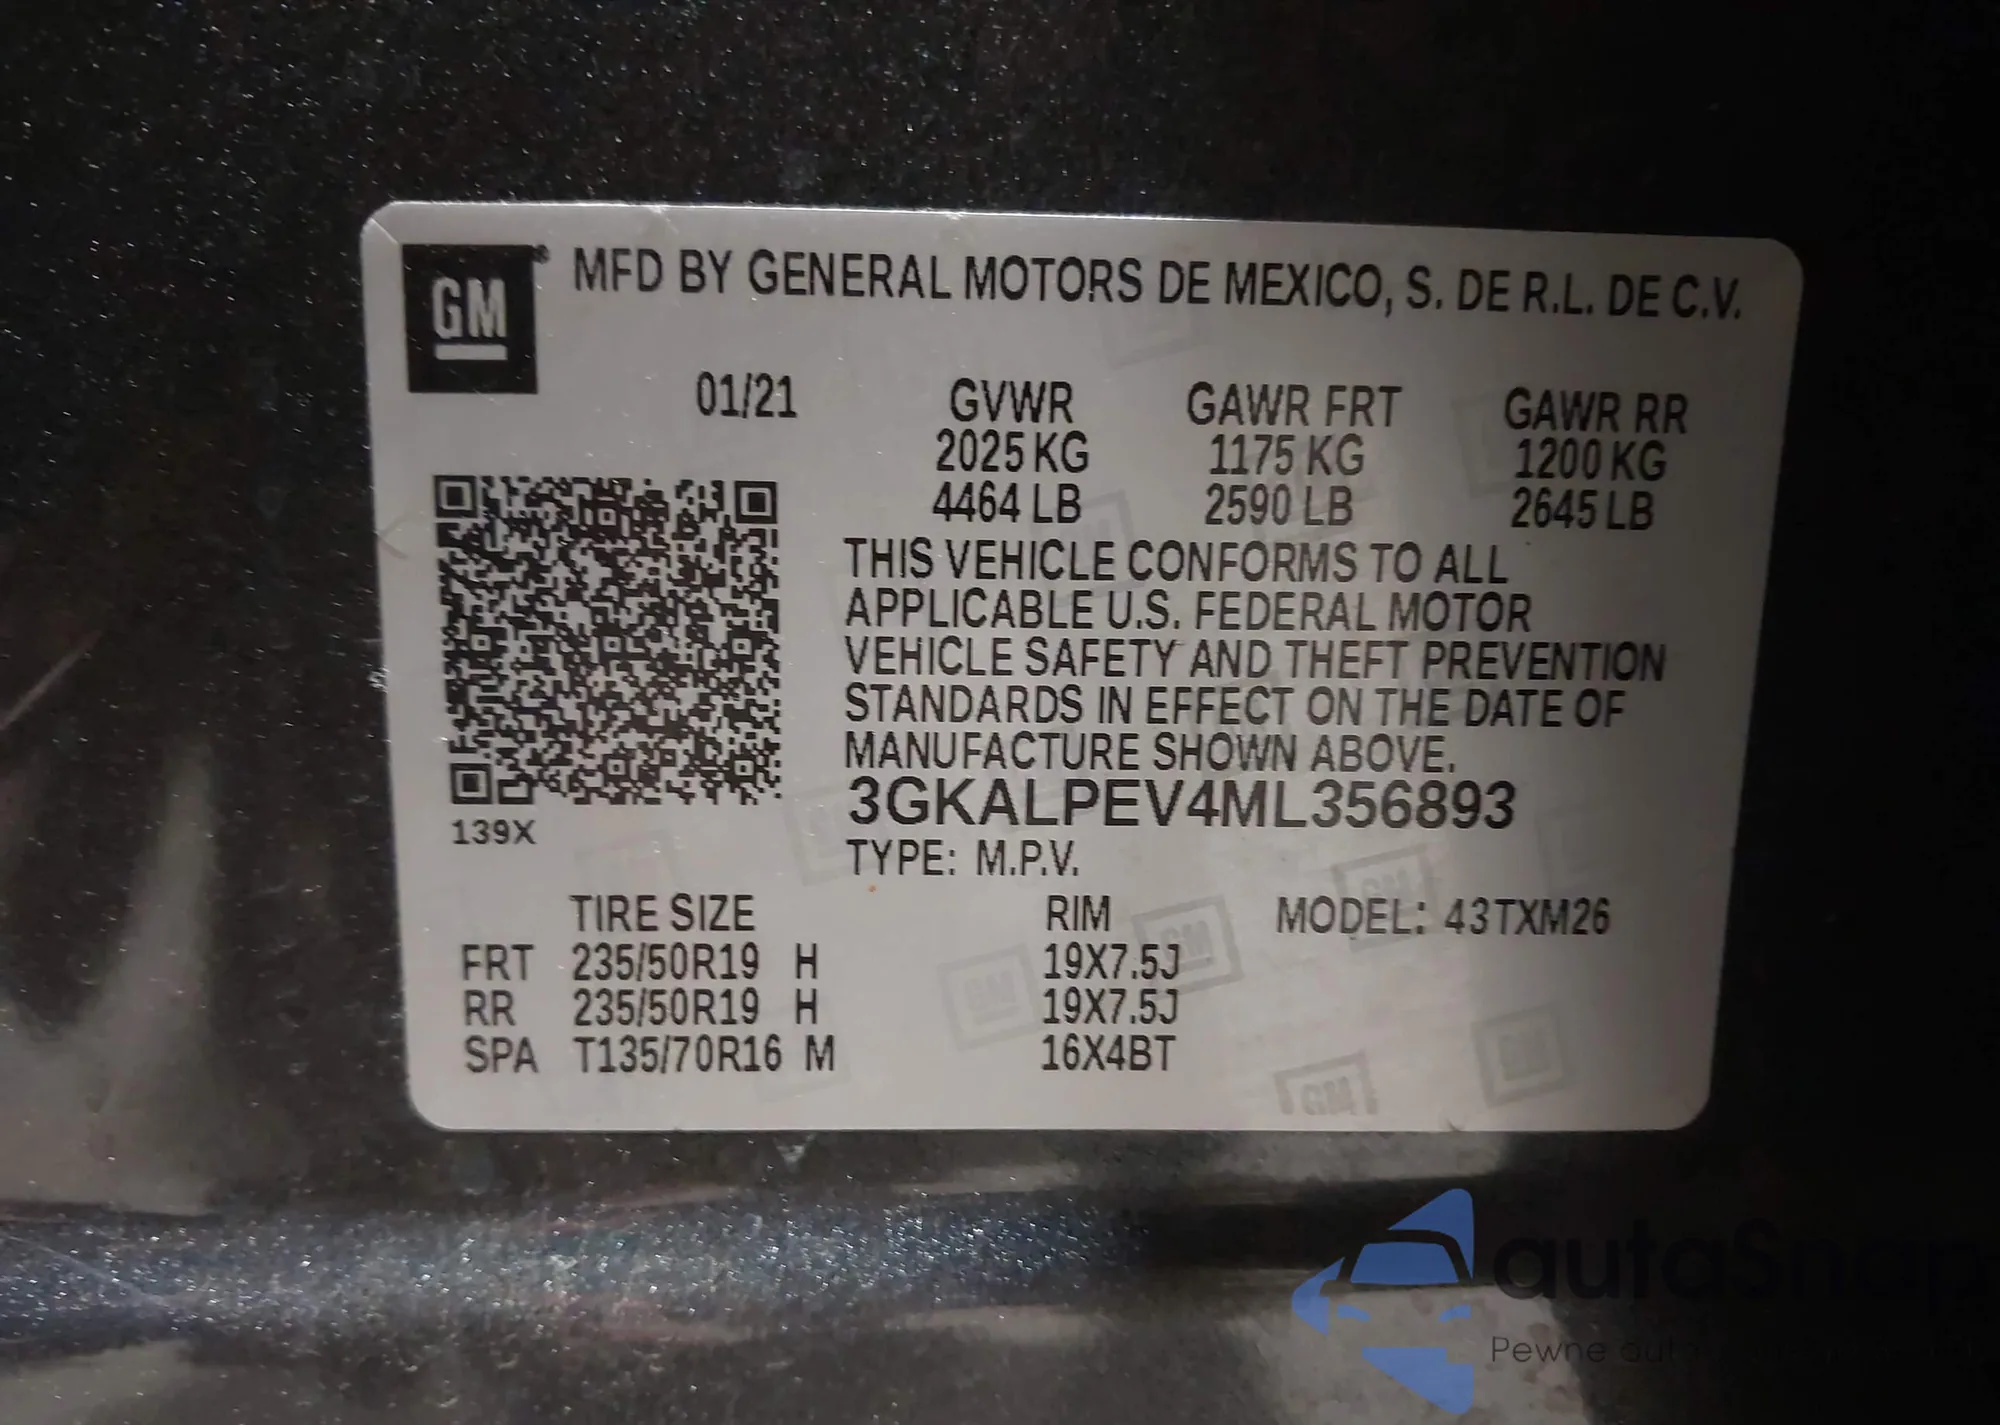 GM
MFD BY GENERAL MOTORS DE MEXICO, S. DE R.L. DE C.V.
01/21 GVWR GAWR FRT GAWR RR
2025 KG 1175 KG 1200 KG
4464 LB 2590 LB 2645 LB
THIS VEHICLE CONFORMS TO ALL
APPLICABLE U.S. FEDERAL MOTOR
VEHICLE SAFETY AND THEFT PREVENTION
STANDARDS IN EFFECT ON THE DATE OF
MANUFACTURE SHOWN ABOVE.
3GKALPEV4ML356893
139X
TYPE: M.P.V.
TIRE SIZE RIM MODEL: 43TXM26
FRT 235/50R19 H 19X7.5J
RR 235/50R19 H 19X7.5J
SPA T135/70R16 M 16X4BT
autaShop
Pewne auto